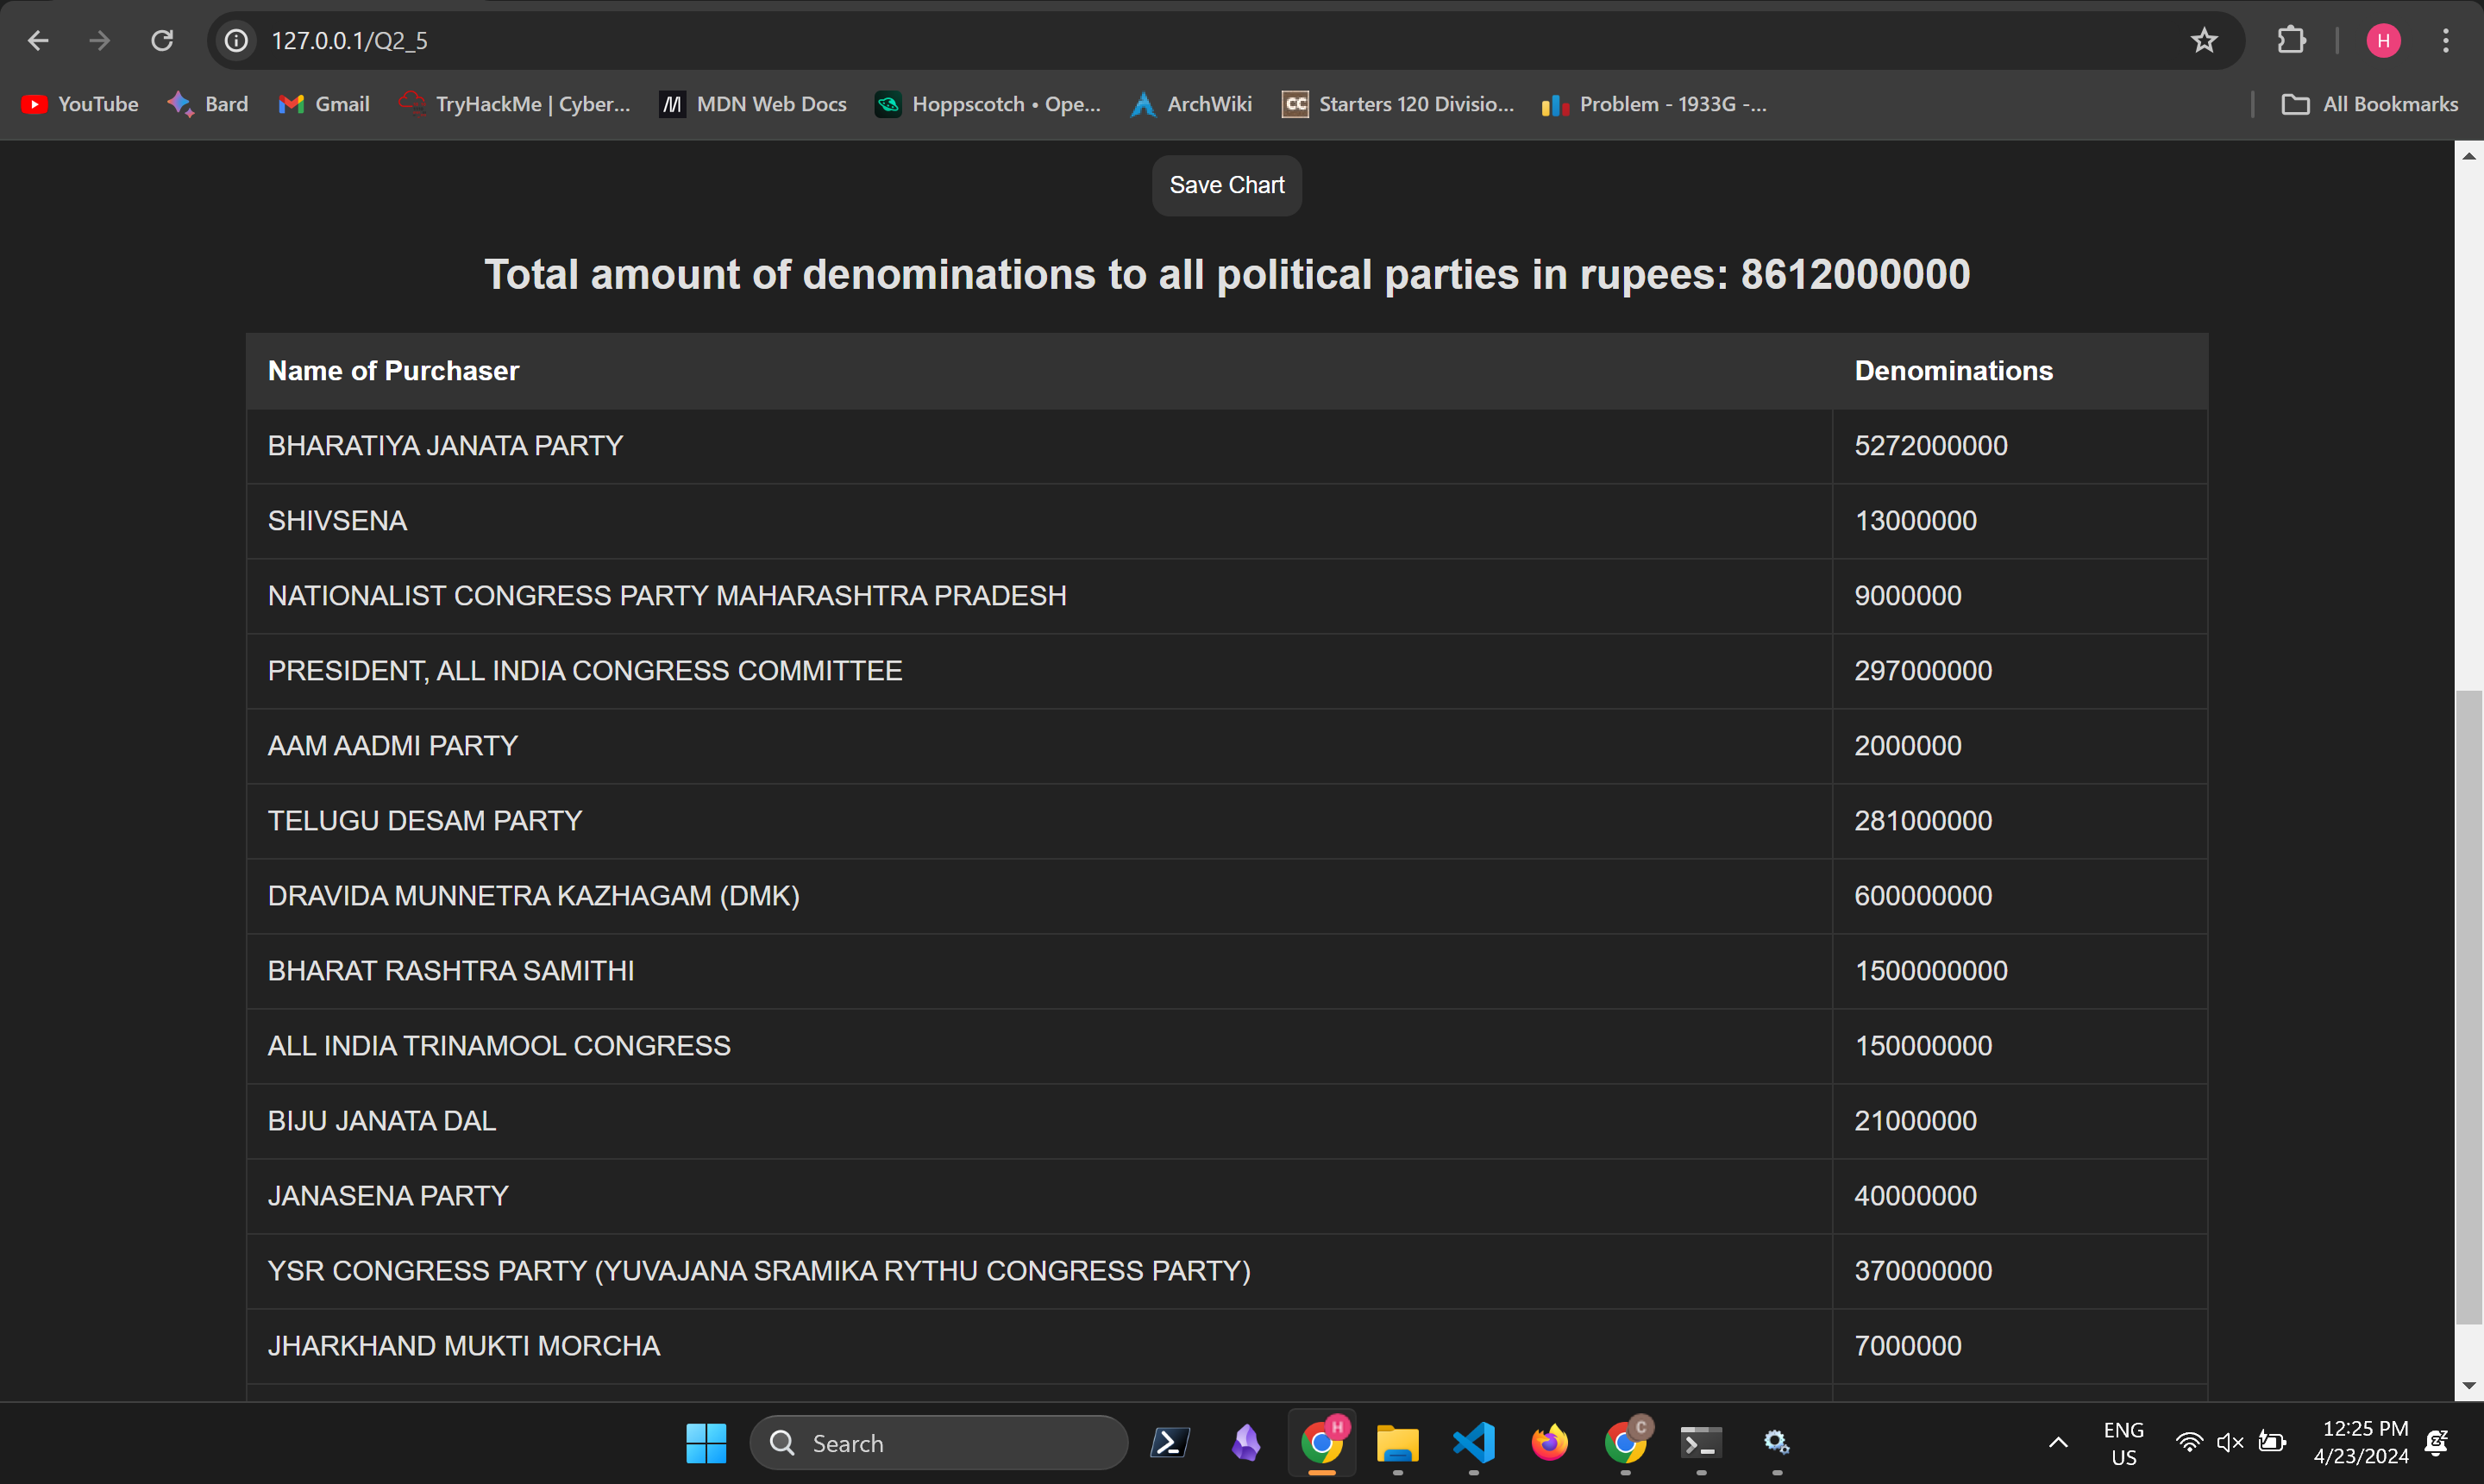 127.0.0.1/Q2_5
H
YouTube Bard Gmail TryHackMe | Cyber... MDN Web Docs Hoppscotch • Ope... ArchWiki CC Starters 120 Divisio... Problem - 1933G -... All Bookmarks
Save Chart
Total amount of denominations to all political parties in rupees: 8612000000
Name of Purchaser Denominations
BHARATIYA JANATA PARTY 5272000000
SHIVSENA 13000000
NATIONALIST CONGRESS PARTY MAHARASHTRA PRADESH 9000000
PRESIDENT, ALL INDIA CONGRESS COMMITTEE 297000000
AAM AADMI PARTY 2000000
TELUGU DESAM PARTY 281000000
DRAVIDA MUNNETRA KAZHAGAM (DMK) 600000000
BHARAT RASHTRA SAMITHI 1500000000
ALL INDIA TRINAMOOL CONGRESS 150000000
BIJU JANATA DAL 21000000
JANASENA PARTY 40000000
YSR CONGRESS PARTY (YUVAJANA SRAMIKA RYTHU CONGRESS PARTY) 370000000
JHARKHAND MUKTI MORCHA 7000000
Search H C ENG 12:25 PM
US 4/23/2024